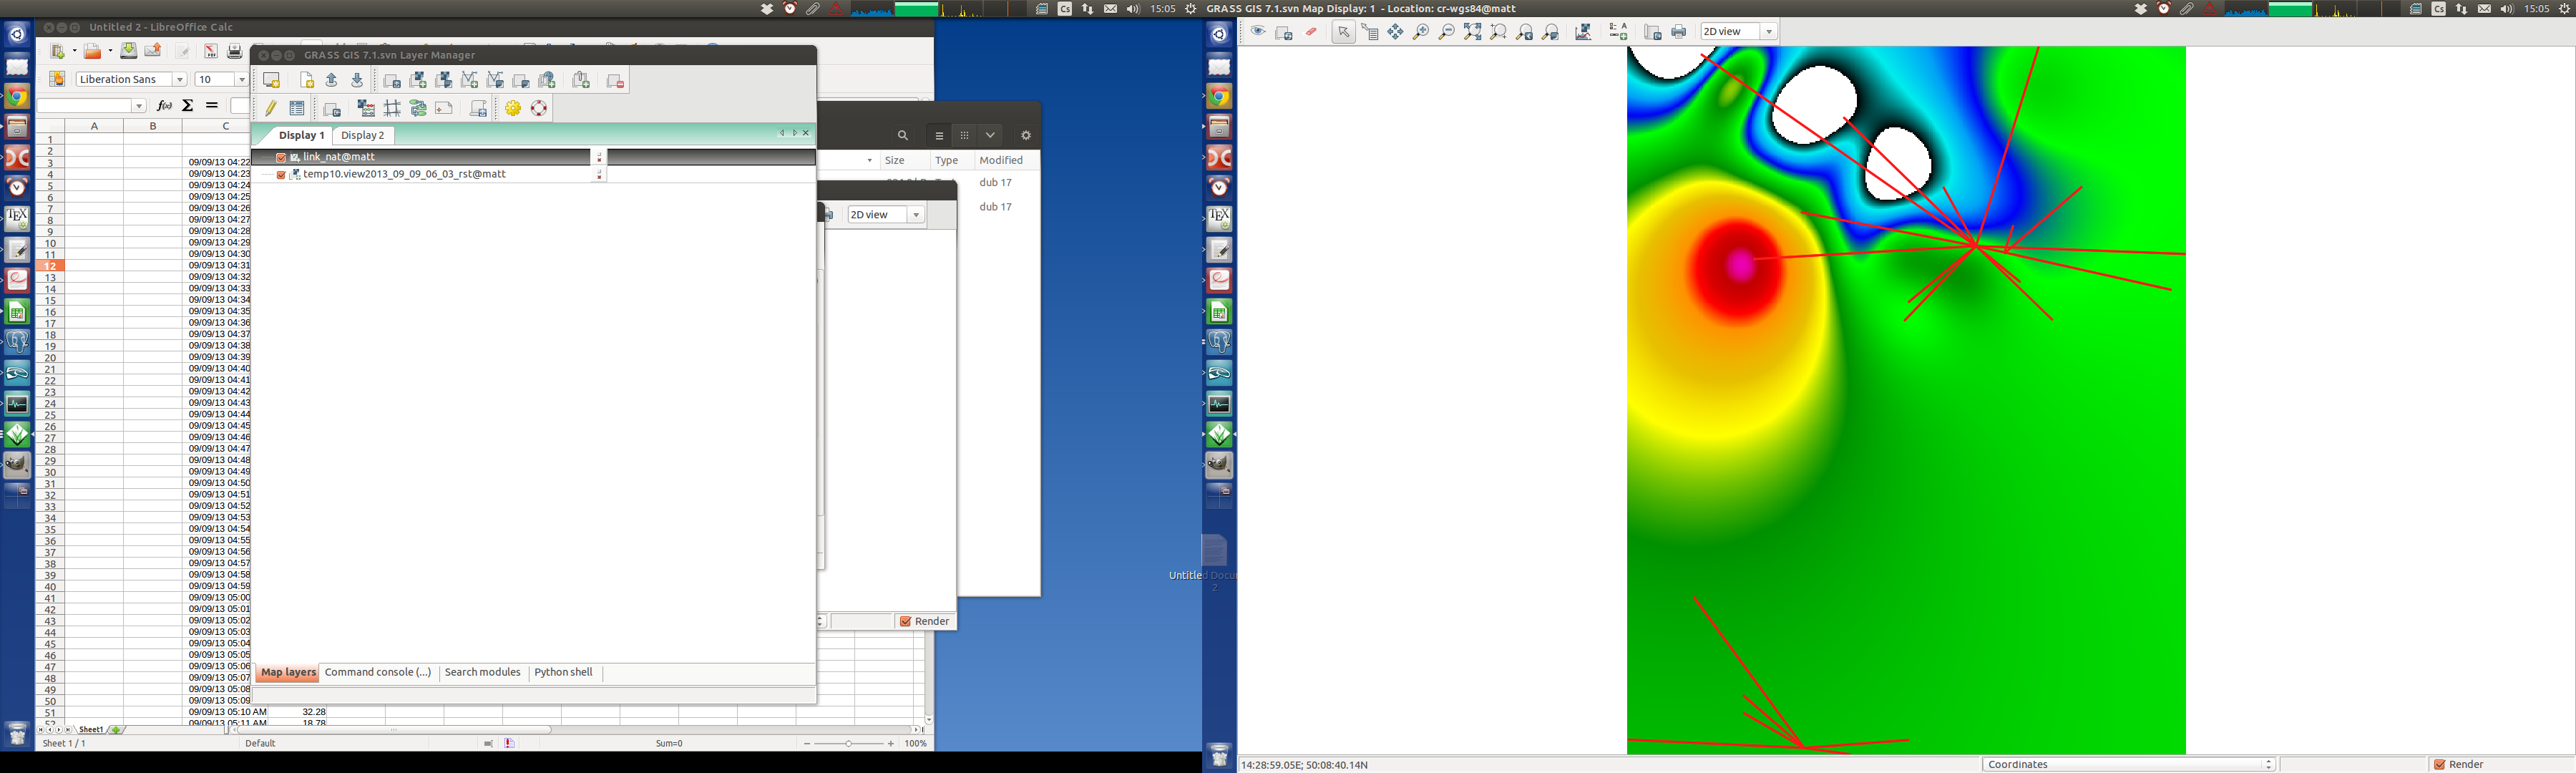 15:05
GRASS GIS 7.1.svn Map Display: 1 - Location: cr-wgs84@matt
15:05
Untitled 2 - LibreOffice Calc
GRASS GIS 7.1.svn Layer Manager
2D view
Liberation Sans
10
A B C
Display 1
Display 2
link_nat@matt
temp10.view2013_09_09_06_03_rst@matt
Size Type Modified
dub 17
dub 17
2D view
1
2
3 09/09/13 04:22
4 09/09/13 04:23
5 09/09/13 04:24
6 09/09/13 04:25
7 09/09/13 04:26
8 09/09/13 04:27
9 09/09/13 04:28
10 09/09/13 04:29
11 09/09/13 04:30
12 09/09/13 04:31
13 09/09/13 04:32
14 09/09/13 04:33
15 09/09/13 04:34
16 09/09/13 04:35
17 09/09/13 04:36
18 09/09/13 04:37
19 09/09/13 04:38
20 09/09/13 04:39
21 09/09/13 04:40
22 09/09/13 04:41
23 09/09/13 04:42
24 09/09/13 04:43
25 09/09/13 04:44
26 09/09/13 04:45
27 09/09/13 04:46
28 09/09/13 04:47
29 09/09/13 04:48
30 09/09/13 04:49
31 09/09/13 04:50
32 09/09/13 04:51
33 09/09/13 04:52
34 09/09/13 04:53
35 09/09/13 04:54
36 09/09/13 04:55
37 09/09/13 04:56
38 09/09/13 04:57
39 09/09/13 04:58
40 09/09/13 04:59
41 09/09/13 05:00
42 09/09/13 05:01
43 09/09/13 05:02
44 09/09/13 05:03
45 09/09/13 05:04
46 09/09/13 05:05
47 09/09/13 05:06
48 09/09/13 05:07
49 09/09/13 05:08
50 09/09/13 05:09
51 09/09/13 05:10 AM 32.28
52 09/09/13 05:11 AM 18.78
Untitled Docu
2
Render
Map layers
Command console (...)
Search modules
Python shell
Sheet1
Sheet 1 / 1
Default
Sum=0
100%
14:28:59.05E; 50:08:40.14N
Coordinates
Render